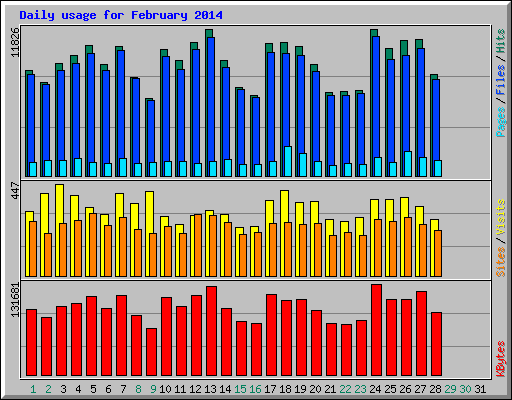 Daily usage for February 2014
11826
Pages / Files / Hits
447
Sites / Visits
131681
KBytes
1 2 3 4 5 6 7 8 9 10 11 12 13 14 15 16 17 18 19 20 21 22 23 24 25 26 27 28 29 30 31